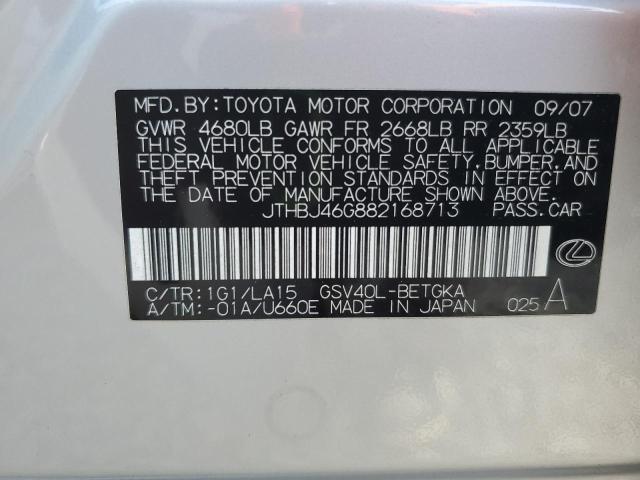 MFD.BY:TOYOTA MOTOR CORPORATION 09/07
GVWR 4680LB GAWR FR 2668LB RR 2359LB
THIS VEHICLE CONFORMS TO ALL APPLICABLE
FEDERAL MOTOR VEHICLE SAFETY,BUMPER,AND
THEFT PREVENTION STANDARDS IN EFFECT ON
THE DATE OF MANUFACTURE SHOWN ABOVE.
JTHBJ46G882168713 PASS.CAR
C/TR:1G1/LA15 GSV40L-BETGKA
A/TM:-01A/U660E MADE IN JAPAN 025 A